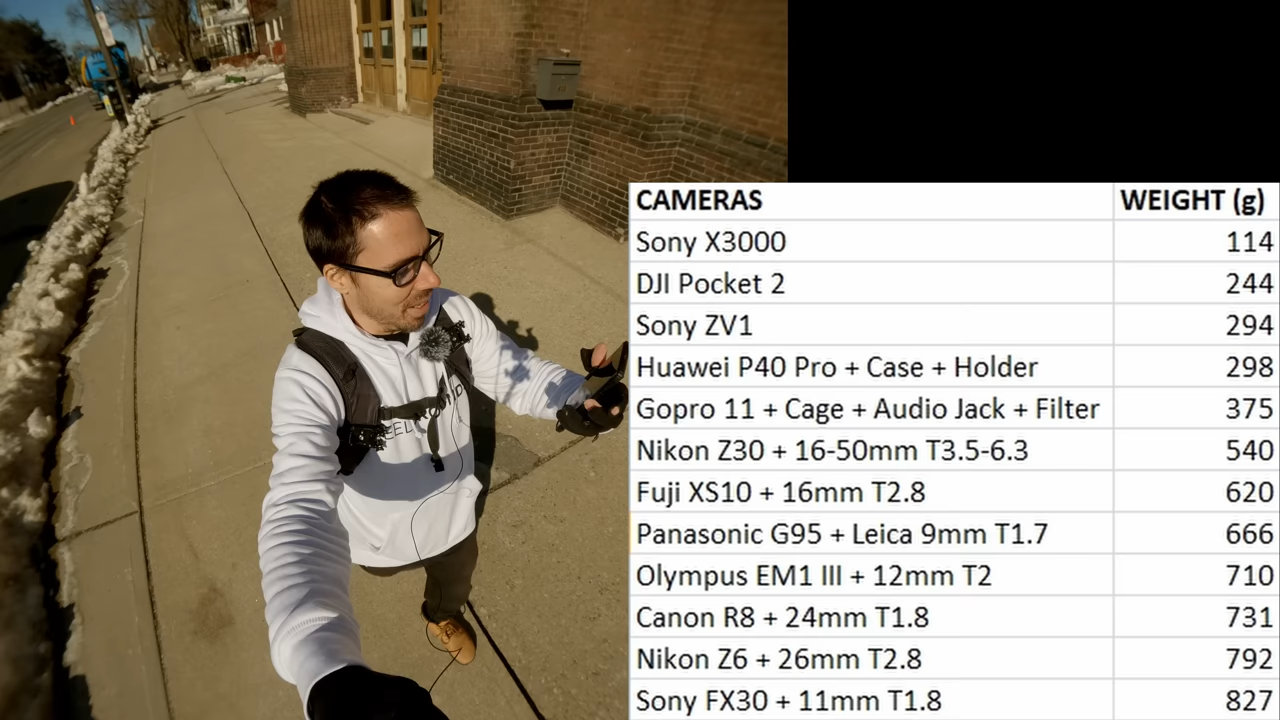 CAMERAS WEIGHT (g)
Sony X3000 114
DJI Pocket 2 244
Sony ZV1 294
Huawei P40 Pro + Case + Holder 298
Gopro 11 + Cage + Audio Jack + Filter 375
Nikon Z30 + 16-50mm T3.5-6.3 540
Fuji XS10 + 16mm T2.8 620
Panasonic G95 + Leica 9mm T1.7 666
Olympus EM1 III + 12mm T2 710
Canon R8 + 24mm T1.8 731
Nikon Z6 + 26mm T2.8 792
Sony FX30 + 11mm T1.8 827